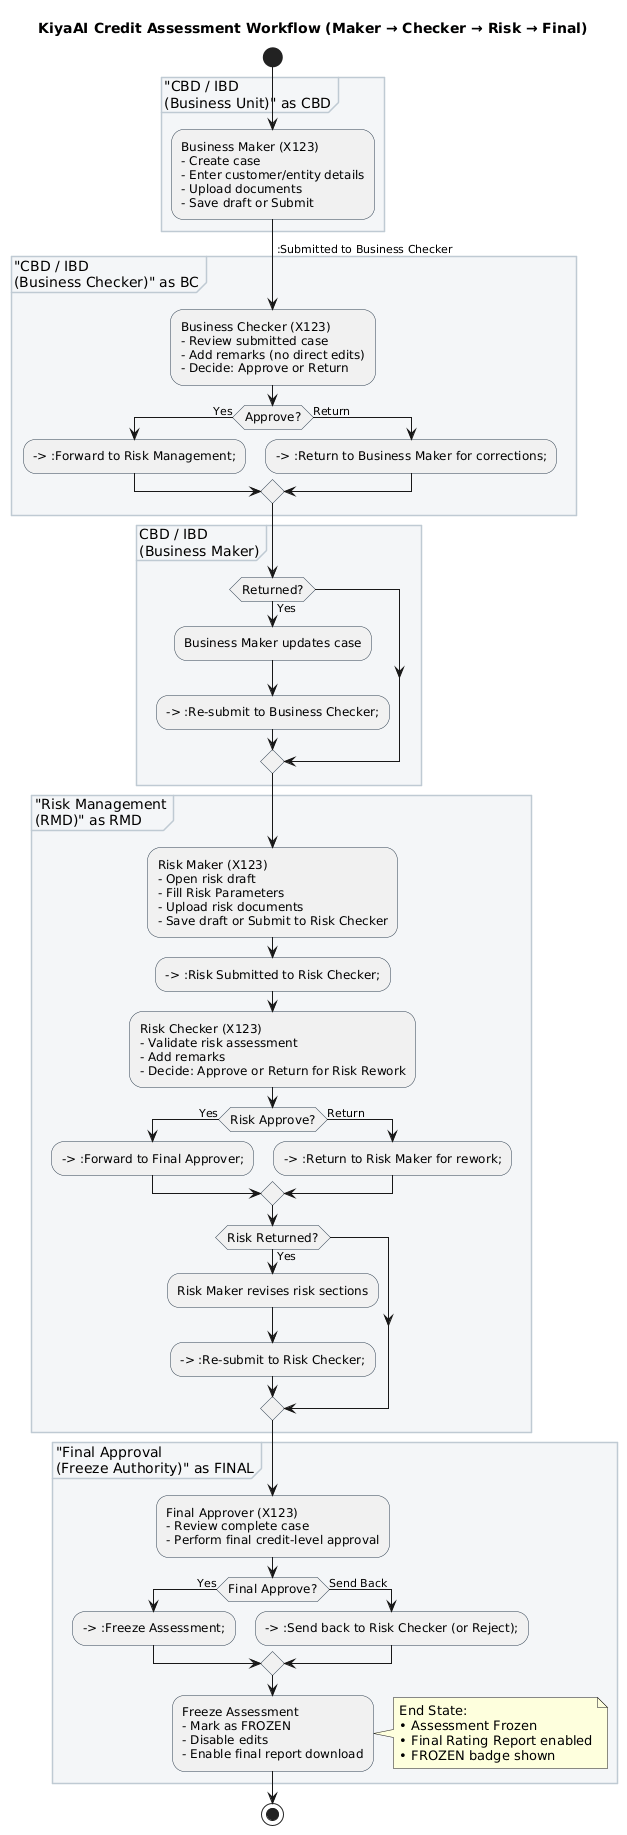 KiyaAI Credit Assessment Workflow (Maker → Checker → Risk → Final)
"CBD / IBD
(Business Unit)" as CBD
Business Maker (X123)
- Create case
- Enter customer/entity details
- Upload documents
- Save draft or Submit
:Submitted to Business Checker
"CBD / IBD
(Business Checker)" as BC
Business Checker (X123)
- Review submitted case
- Add remarks (no direct edits)
- Decide: Approve or Return
Yes
Approve?
Return
-> :Forward to Risk Management;
-> :Return to Business Maker for corrections;
CBD / IBD
(Business Maker)
Returned?
Yes
Business Maker updates case
-> :Re-submit to Business Checker;
"Risk Management
(RMD)" as RMD
Risk Maker (X123)
- Open risk draft
- Fill Risk Parameters
- Upload risk documents
- Save draft or Submit to Risk Checker
-> :Risk Submitted to Risk Checker;
Risk Checker (X123)
- Validate risk assessment
- Add remarks
- Decide: Approve or Return for Risk Rework
Yes
Risk Approve?
Return
-> :Forward to Final Approver;
-> :Return to Risk Maker for rework;
Risk Returned?
Yes
Risk Maker revises risk sections
-> :Re-submit to Risk Checker;
"Final Approval
(Freeze Authority)" as FINAL
Final Approver (X123)
- Review complete case
- Perform final credit-level approval
Yes
Final Approve?
Send Back
-> :Freeze Assessment;
-> :Send back to Risk Checker (or Reject);
Freeze Assessment
- Mark as FROZEN
- Disable edits
- Enable final report download
End State:
• Assessment Frozen
• Final Rating Report enabled
• FROZEN badge shown